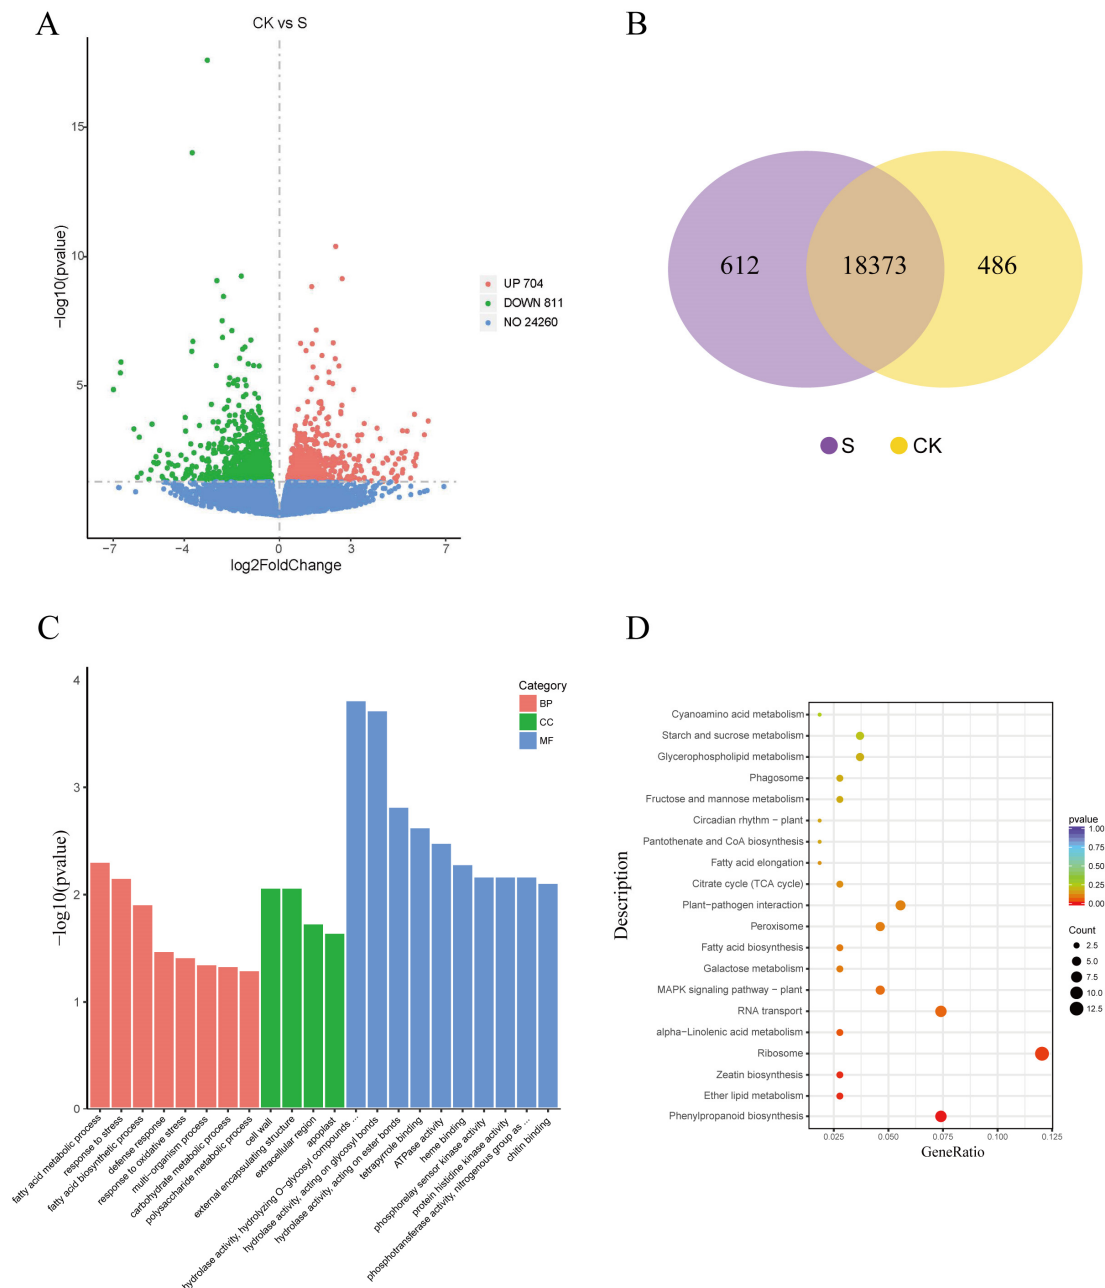 A
CK vs S
−log10(pvalue)
15
10
5
−7
−4
0
3
7
log2FoldChange
UP 704
DOWN 811
NO 24260
B
612
18373
486
S
CK
C
−log10(pvalue)
4
3
2
1
0
Category
BP
CC
MF
fatty acid metabolic process
response to stress
fatty acid biosynthetic process
defense response
response to oxidative stress
multi−organism process
carbohydrate metabolic process
polysaccharide metabolic process
cell wall
external encapsulating structure
extracellular region
apoplast
hydrolase activity, hydrolyzing O−glycosyl compounds ...
hydrolase activity, acting on glycosyl bonds
hydrolase activity, acting on ester bonds
tetrapyrrole binding
ATPase activity
heme binding
phosphorelay sensor kinase activity
protein histidine kinase activity
phosphotransferase activity, nitrogenous group as ...
chitin binding
D
Description
Cyanoamino acid metabolism
Starch and sucrose metabolism
Glycerophospholipid metabolism
Phagosome
Fructose and mannose metabolism
Circadian rhythm − plant
Pantothenate and CoA biosynthesis
Fatty acid elongation
Citrate cycle (TCA cycle)
Plant−pathogen interaction
Peroxisome
Fatty acid biosynthesis
Galactose metabolism
MAPK signaling pathway − plant
RNA transport
alpha−Linolenic acid metabolism
Ribosome
Zeatin biosynthesis
Ether lipid metabolism
Phenylpropanoid biosynthesis
0.025
0.050
0.075
0.100
0.125
GeneRatio
pvalue
1.00
0.75
0.50
0.25
0.00
Count
2.5
5.0
7.5
10.0
12.5